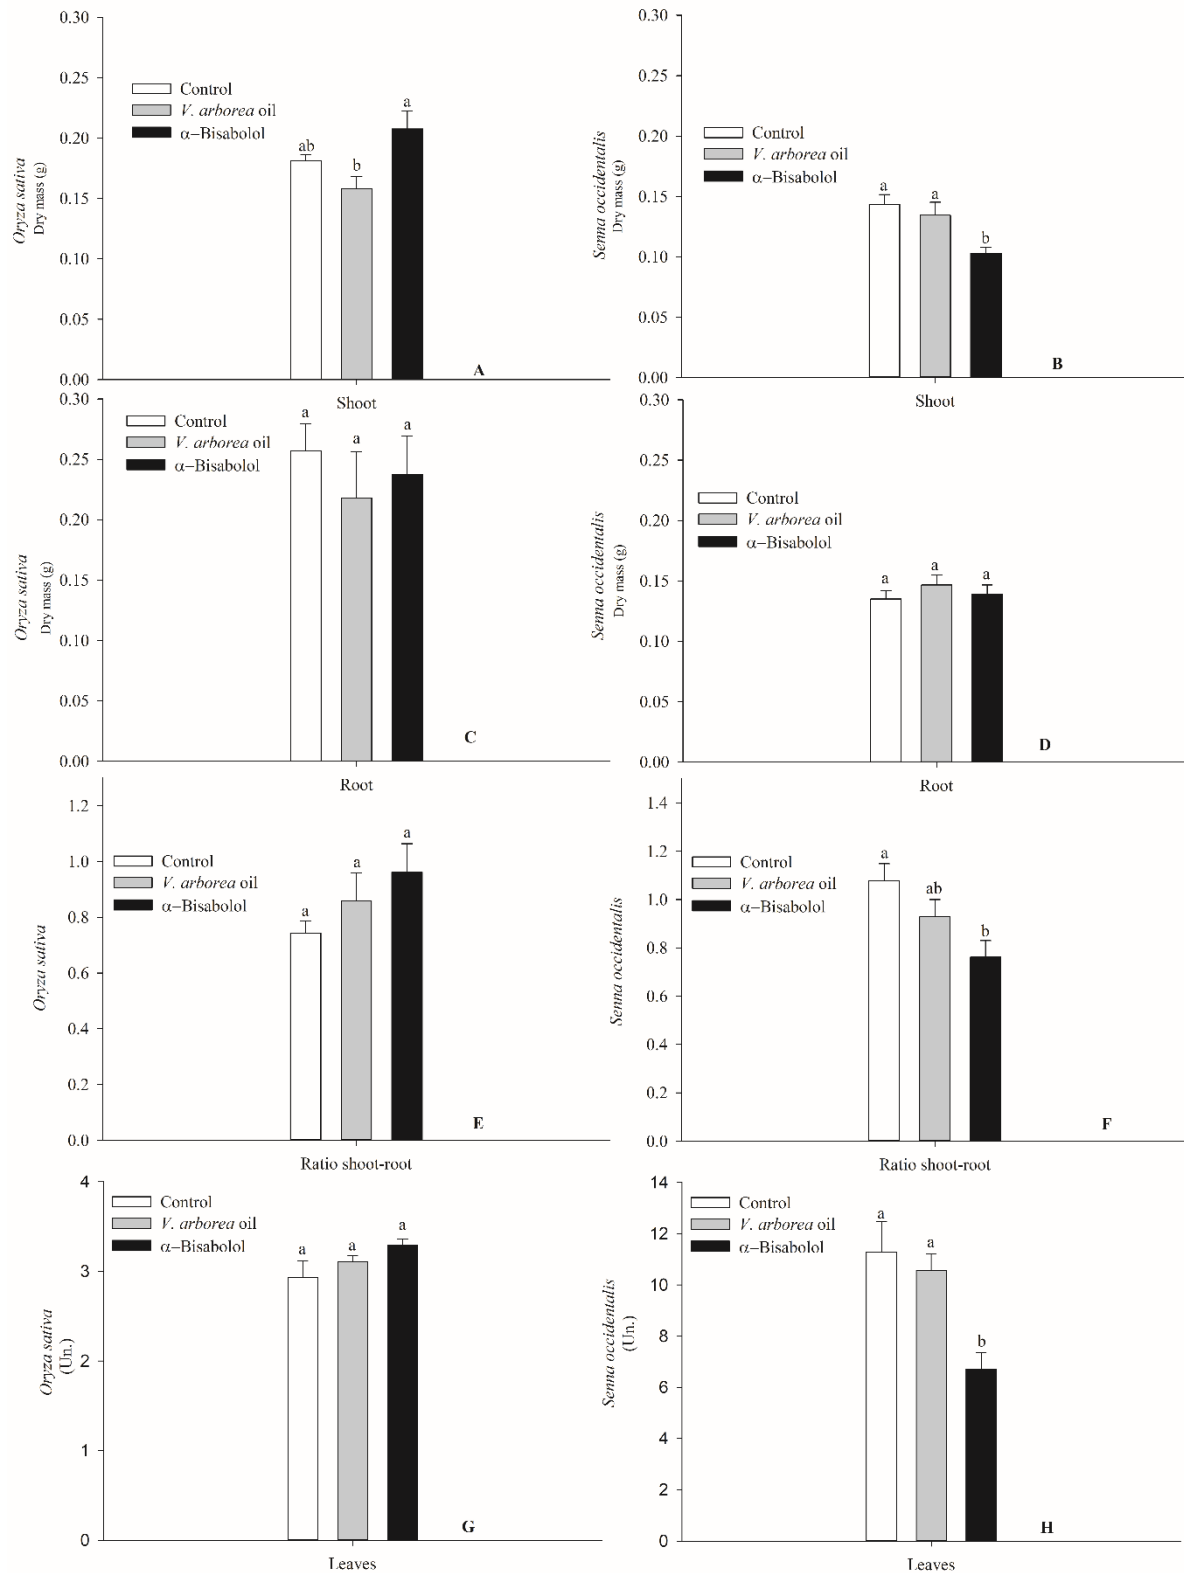 0.30
0.25
0.20
0.15
0.10
0.05
0.00
Oryza sativa
Dry mass (g)
Control
V. arborea oil
α−Bisabolol
ab
b
a
A
Shoot
0.30
0.25
0.20
0.15
0.10
0.05
0.00
Senna occidentalis
Dry mass (g)
Control
V. arborea oil
α−Bisabolol
a
a
b
B
Shoot
0.30
0.25
0.20
0.15
0.10
0.05
0.00
Oryza sativa
Dry mass (g)
Control
V. arborea oil
α−Bisabolol
a
a
a
C
Root
0.30
0.25
0.20
0.15
0.10
0.05
0.00
Senna occidentalis
Dry mass (g)
Control
V. arborea oil
α−Bisabolol
a
a
a
D
Root
1.2
1.0
0.8
0.6
0.4
0.2
0.0
Oryza sativa
Control
V. arborea oil
α−Bisabolol
a
a
a
E
Ratio shoot-root
1.4
1.2
1.0
0.8
0.6
0.4
0.2
0.0
Senna occidentalis
Control
V. arborea oil
α−Bisabolol
a
ab
b
F
Ratio shoot-root
4
3
2
1
0
Oryza sativa
(Un.)
Control
V. arborea oil
α−Bisabolol
a
a
a
G
Leaves
14
12
10
8
6
4
2
0
Senna occidentalis
(Un.)
Control
V. arborea oil
α−Bisabolol
a
a
b
H
Leaves